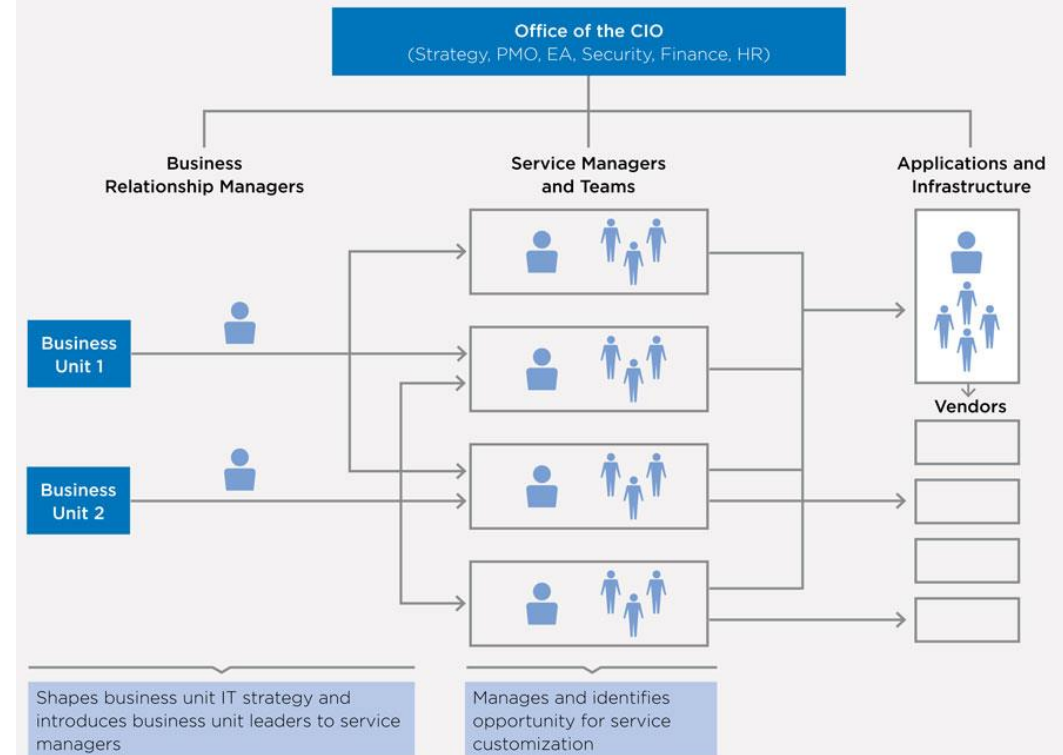 Office of the CIO
(Strategy, PMO, EA, Security, Finance, HR)
Business
Relationship Managers
Service Managers
and Teams
Applications and
Infrastructure
Business
Unit 1
Vendors
Business
Unit 2
Shapes business unit IT strategy and
introduces business unit leaders to service
managers
Manages and identifies
opportunity for service
customization